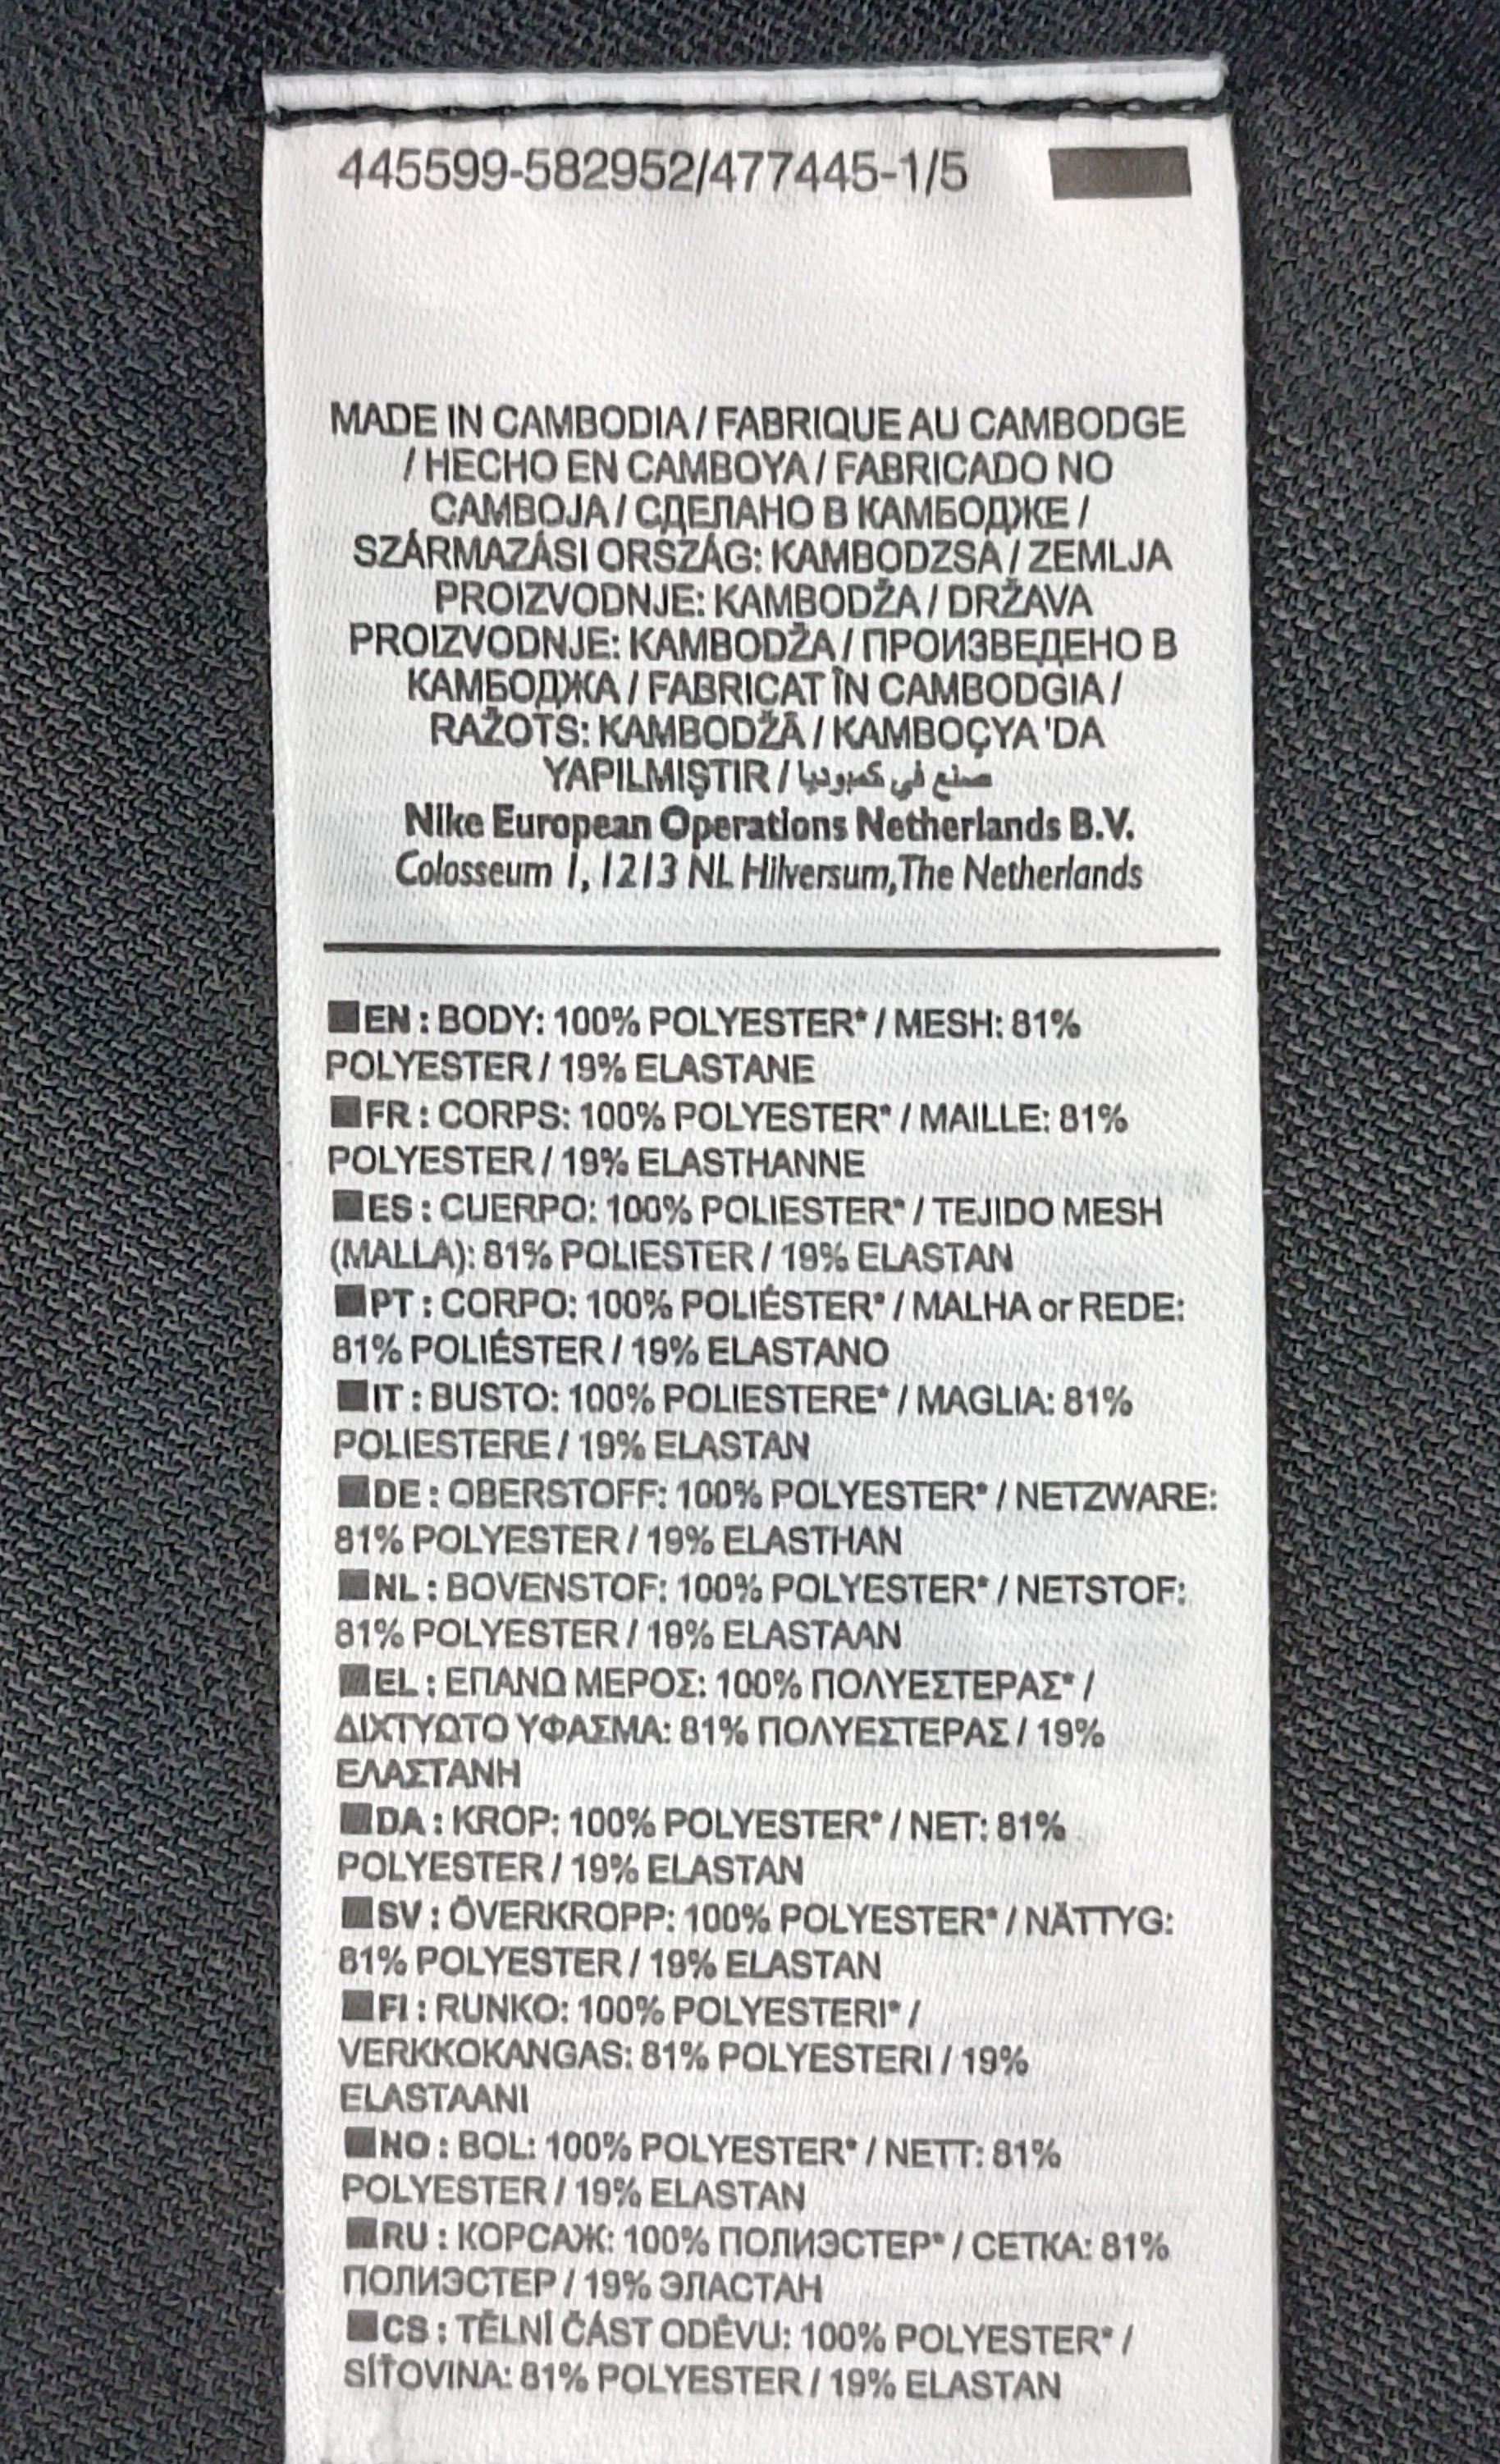 445599-582952/477445-1/5
MADE IN CAMBODIA / FABRIQUE AU CAMBODGE
/ HECHO EN CAMBOYA / FABRICADO NO
CAMBOJA / СДЕЛАНО В КАМБОДЖЕ /
SZÁRMAZÁSI ORSZÁG: KAMBODZSA / ZEMLJA
PROIZVODNJE: KAMBODŽA / DRŽAVA
PROIZVODNJE: KAMBODŽA / ПРОИЗВЕДЕНО В
КАМБОДЖА / FABRICAT ÎN CAMBODGIA /
RAŽOTS: KAMBODŽĀ / KAMBOÇYA 'DA
YAPILMIŞTIR / صنع في كمبوديا
Nike European Operations Netherlands B.V.
Colosseum 1, 1213 NL Hilversum,The Netherlands
■EN : BODY: 100% POLYESTER* / MESH: 81%
POLYESTER / 19% ELASTANE
■FR : CORPS: 100% POLYESTER* / MAILLE: 81%
POLYESTER / 19% ELASTHANNE
■ES : CUERPO: 100% POLIESTER* / TEJIDO MESH
(MALLA): 81% POLIESTER / 19% ELASTAN
■PT : CORPO: 100% POLIÉSTER* / MALHA or REDE:
81% POLIÉSTER / 19% ELASTANO
■IT : BUSTO: 100% POLIESTERE* / MAGLIA: 81%
POLIESTERE / 19% ELASTAN
■DE : OBERSTOFF: 100% POLYESTER* / NETZWARE:
81% POLYESTER / 19% ELASTHAN
■NL : BOVENSTOF: 100% POLYESTER* / NETSTOF:
81% POLYESTER / 19% ELASTAAN
■EL : ΕΠΑΝΩ ΜΕΡΟΣ: 100% ΠΟΛΥΕΣΤΕΡΑΣ* /
ΔΙΧΤΥΩΤΟ ΥΦΑΣΜΑ: 81% ΠΟΛΥΕΣΤΕΡΑΣ / 19%
ΕΛΑΣΤΑΝΗ
■DA : KROP: 100% POLYESTER* / NET: 81%
POLYESTER / 19% ELASTAN
■SV : ÖVERKROPP: 100% POLYESTER* / NÄTTYG:
81% POLYESTER / 19% ELASTAN
■FI : RUNKO: 100% POLYESTERI* /
VERKKOKANGAS: 81% POLYESTERI / 19%
ELASTAANI
■NO : BOL: 100% POLYESTER* / NETT: 81%
POLYESTER / 19% ELASTAN
■RU : КОРСАЖ: 100% ПОЛИЭСТЕР* / СЕТКА: 81%
ПОЛИЭСТЕР / 19% ЭЛАСТАН
■CS : TĚLNÍ ČÁST ODĚVU: 100% POLYESTER* /
SÍŤOVINA: 81% POLYESTER / 19% ELASTAN